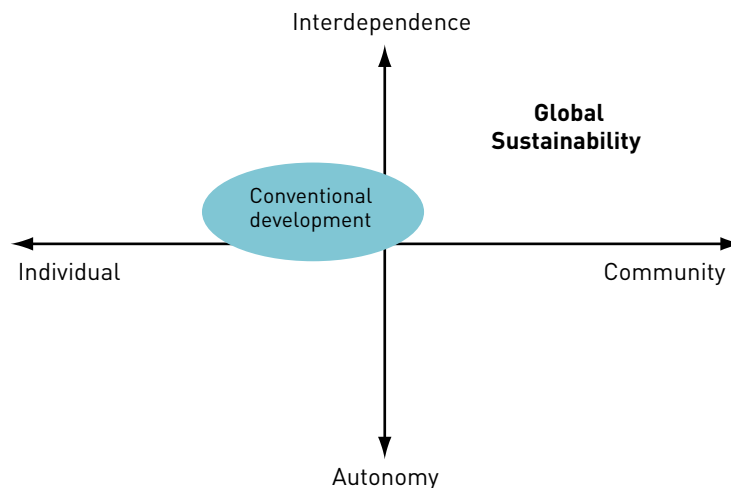 Interdependence
Global
Sustainability
Conventional
development
Individual
Community
Autonomy